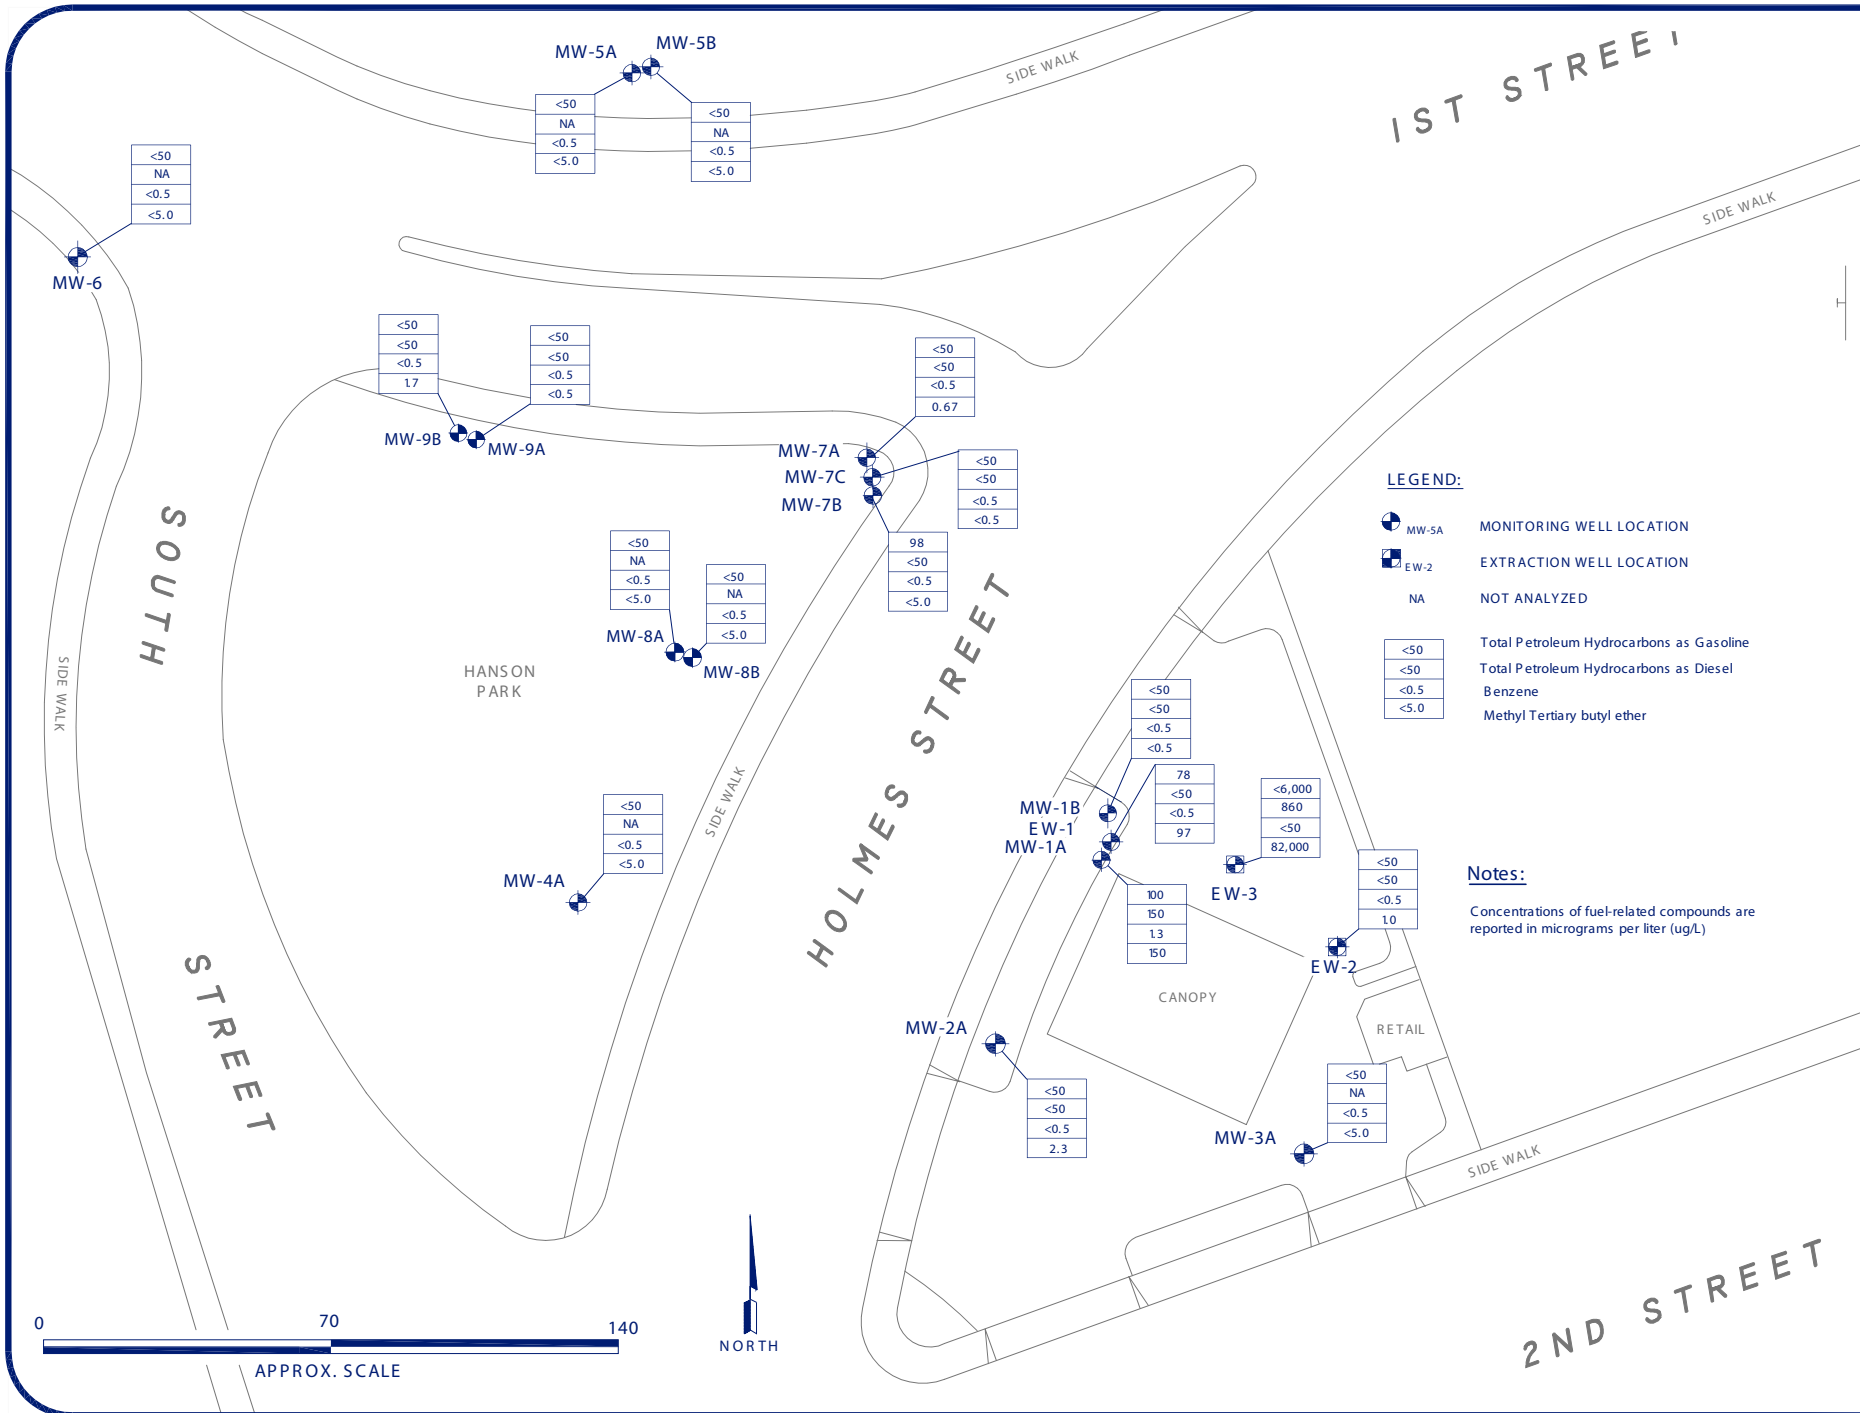 MW-5A
MW-5B
<50
NA
<0.5
<5.0
<50
NA
<0.5
<5.0
SIDE WALK
1ST STREET
<50
NA
<0.5
<5.0
MW-6
SIDE WALK
<50
<50
<0.5
1.7
<50
<50
<0.5
<0.5
MW-9B
MW-9A
<50
<50
<0.5
0.67
MW-7A
MW-7C
MW-7B
<50
<50
<0.5
<0.5
98
<50
<0.5
<5.0
<50
NA
<0.5
<5.0
<50
NA
<0.5
<5.0
MW-8A
MW-8B
HANSON
PARK
SOUTH
STREET
SIDE WALK
SIDE WALK
HOLMES STREET
<50
NA
<0.5
<5.0
MW-4A
<50
<50
<0.5
<0.5
78
<50
<0.5
97
<6,000
860
<50
82,000
MW-1B
EW-1
MW-1A
100
150
1.3
150
EW-3
<50
<50
<0.5
1.0
EW-2
CANOPY
RETAIL
MW-2A
<50
<50
<0.5
2.3
<50
NA
<0.5
<5.0
MW-3A
SIDE WALK
2ND STREET
LEGEND:
MW-5A MONITORING WELL LOCATION
EW-2 EXTRACTION WELL LOCATION
NA NOT ANALYZED
<50 Total Petroleum Hydrocarbons as Gasoline
<50 Total Petroleum Hydrocarbons as Diesel
<0.5 Benzene
<5.0 Methyl Tertiary butyl ether
Notes:
Concentrations of fuel-related compounds are
reported in micrograms per liter (ug/L)
0 70 140
APPROX. SCALE
NORTH